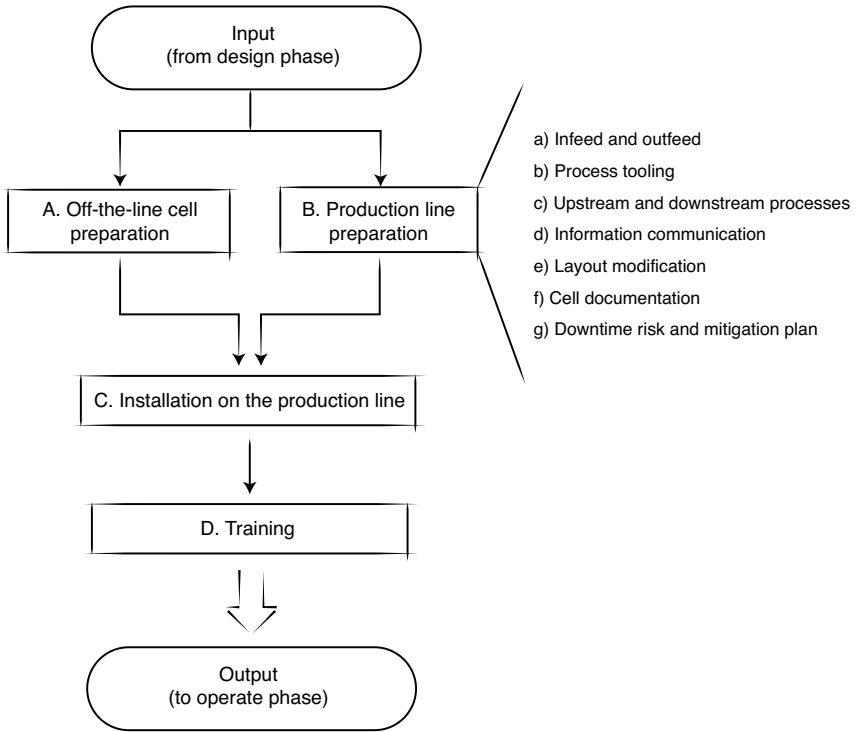 Input
(from design phase)
A. Off-the-line cell
preparation
B. Production line
preparation
a) Infeed and outfeed
b) Process tooling
c) Upstream and downstream processes
d) Information communication
e) Layout modification
f) Cell documentation
g) Downtime risk and mitigation plan
C. Installation on the production line
D. Training
Output
(to operate phase)